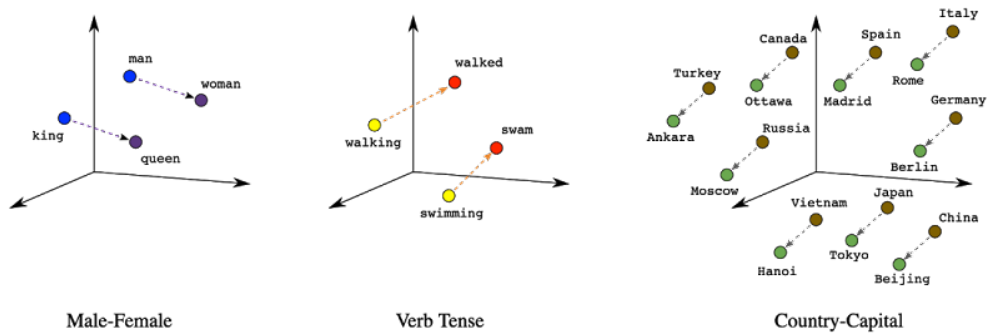 man
woman
king
queen
Male-Female
walked
walking
swam
swimming
Verb Tense
Italy
Spain
Canada
Rome
Turkey
Ottawa
Madrid
Germany
Ankara
Russia
Berlin
Moscow
Japan
Vietnam
China
Tokyo
Hanoi
Beijing
Country-Capital